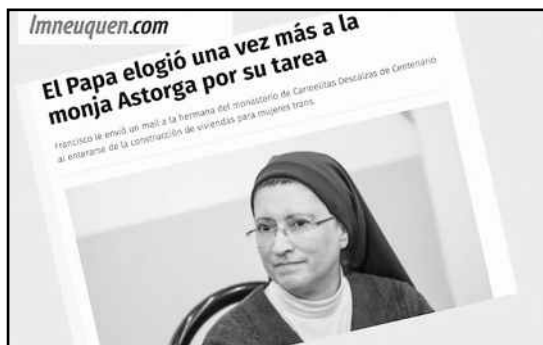 lmneuquen.com
El Papa elogió una vez más a la
monja Astorga por su tarea
Francisco le envió un mail a la hermana del monasterio de Carmelitas Descalzas de Centenario
al enterarse de la construcción de viviendas para mujeres trans.